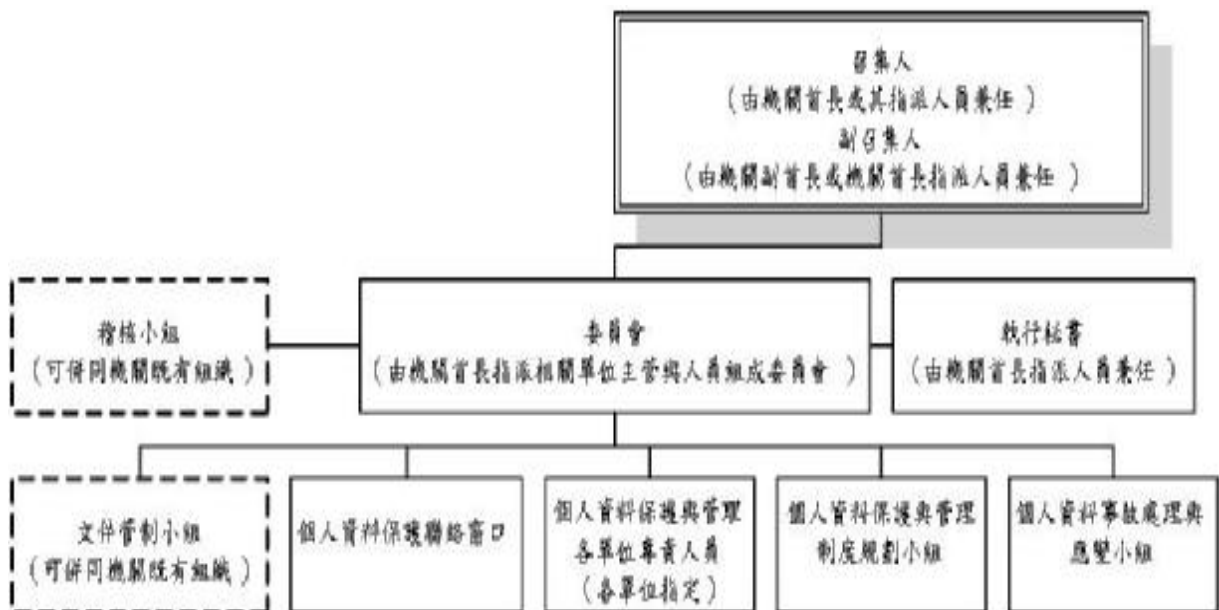 召集人
(由機關首長或其指派人員兼任)
副召集人
(由機關副首長或機關首長指派人員兼任)
稽核小組
(可併同機關既有組織)
委員會
(由機關首長指派相關單位主管與人員組成委員會)
執行秘書
(由機關首長指派人員兼任)
文件管制小組
(可併同機關既有組織)
個人資料保護聯絡窗口
個人資料保護與管理
各單位專責人員
(各單位指定)
個人資料保護與管理
制度規劃小組
個人資料事故處理與
應變小組